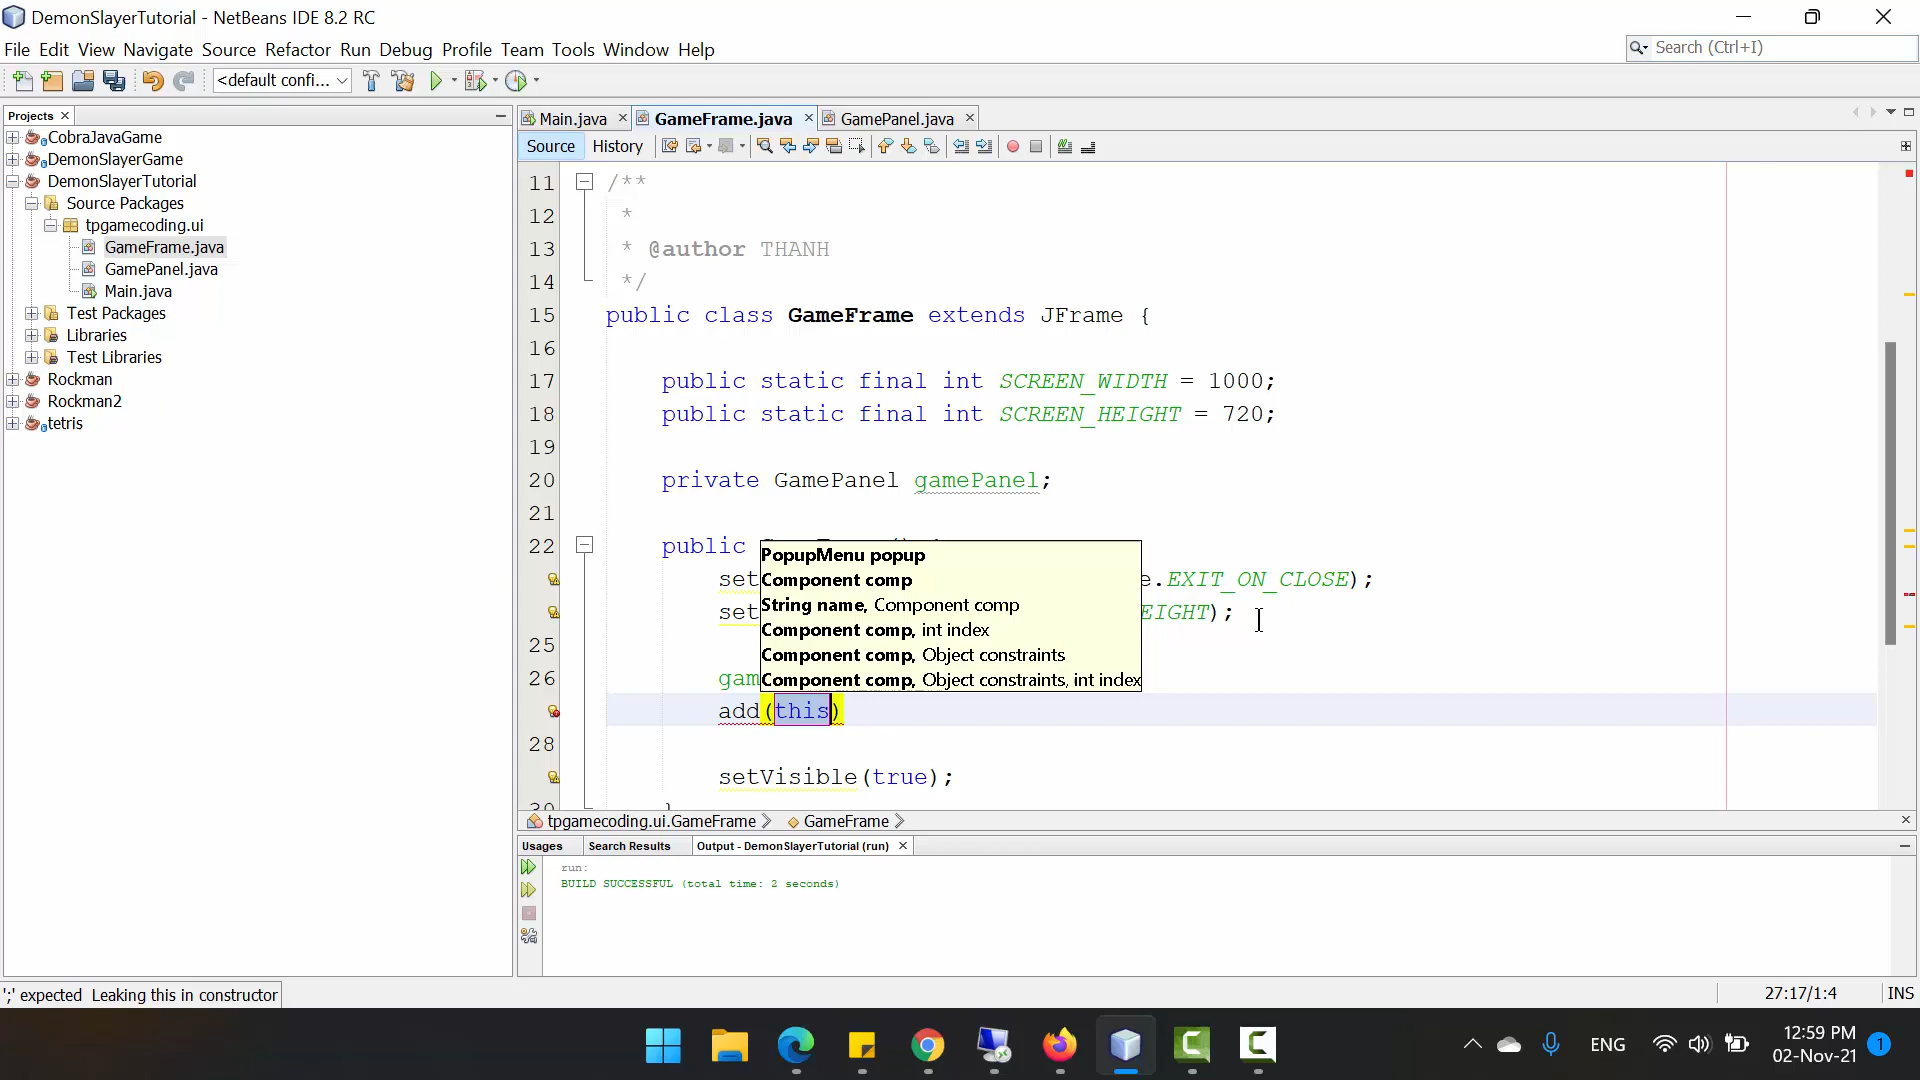 DemonSlayerTutorial - NetBeans IDE 8.2 RC
File Edit View Navigate Source Refactor Run Debug Profile Team Tools Window Help
Search (Ctrl+I)
<default confi...
Projects
CobraJavaGame
DemonSlayerGame
DemonSlayerTutorial
Source Packages
tpgamecoding.ui
GameFrame.java
GamePanel.java
Main.java
Test Packages
Libraries
Test Libraries
Rockman
Rockman2
tetris
Main.java GameFrame.java GamePanel.java
Source History
11 /**
12 *
13 * @author THANH
14 */
15 public class GameFrame extends JFrame {
16
17 public static final int SCREEN_WIDTH = 1000;
18 public static final int SCREEN_HEIGHT = 720;
19
20 private GamePanel gamePanel;
21
22 public
PopupMenu popup
set Component comp e.EXIT_ON_CLOSE);
String name, Component comp
set EIGHT);
Component comp, int index
25 Component comp, Object constraints
26 gam Component comp, Object constraints, int index
add(this)
28
setVisible(true);
tpgamecoding.ui.GameFrame GameFrame
Usages Search Results Output - DemonSlayerTutorial (run)
run:
BUILD SUCCESSFUL (total time: 2 seconds)
';' expected Leaking this in constructor
27:17/1:4 INS
ENG
12:59 PM
02-Nov-21
1